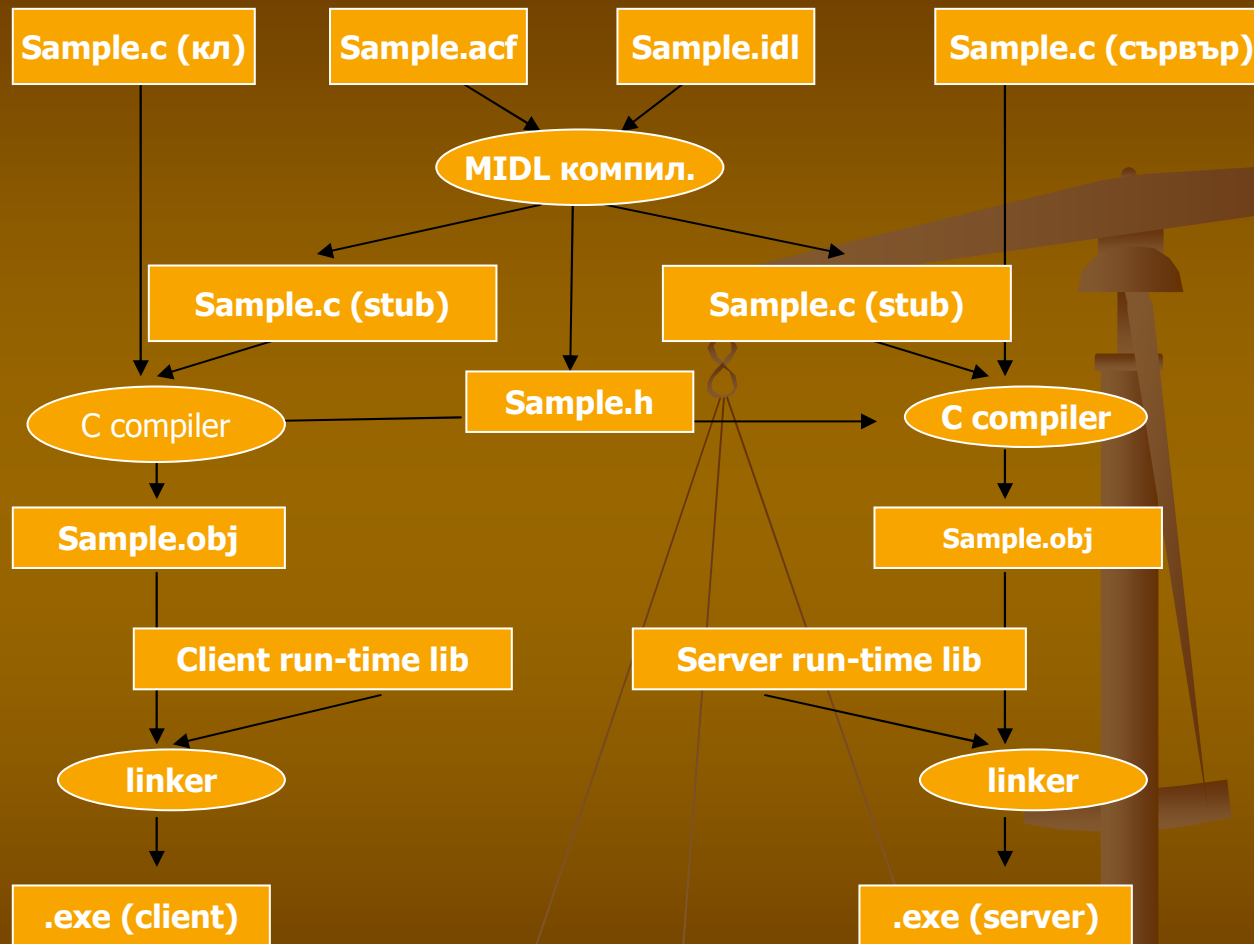 Sample.c (кл)
Sample.acf
Sample.idl
Sample.c (сървър)
MIDL компил.
Sample.c (stub)
Sample.c (stub)
Sample.h
C compiler
C compiler
Sample.obj
Sample.obj
Client run-time lib
Server run-time lib
linker
linker
.exe (client)
.exe (server)